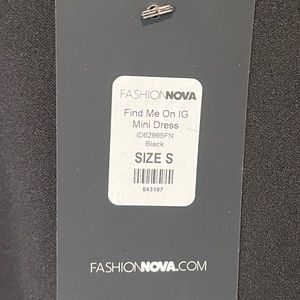 FASHIONNOVA
Find Me On IG
Mini Dress
ID62965FN
Black
SIZE S
843197
FASHIONNOVA.COM